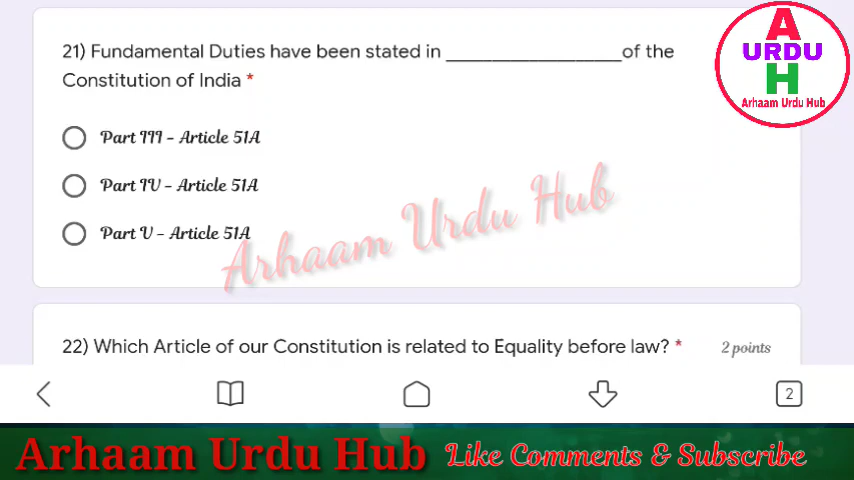 21) Fundamental Duties have been stated in ___________________of the
Constitution of India *
Part III - Article 51A
Part IV - Article 51A
Part V - Article 51A
22) Which Article of our Constitution is related to Equality before law? * 2 points
2
A
URDU
H
Arhaam Urdu Hub
Arhaam Urdu Hub
Arhaam Urdu Hub Like Comments & Subscribe